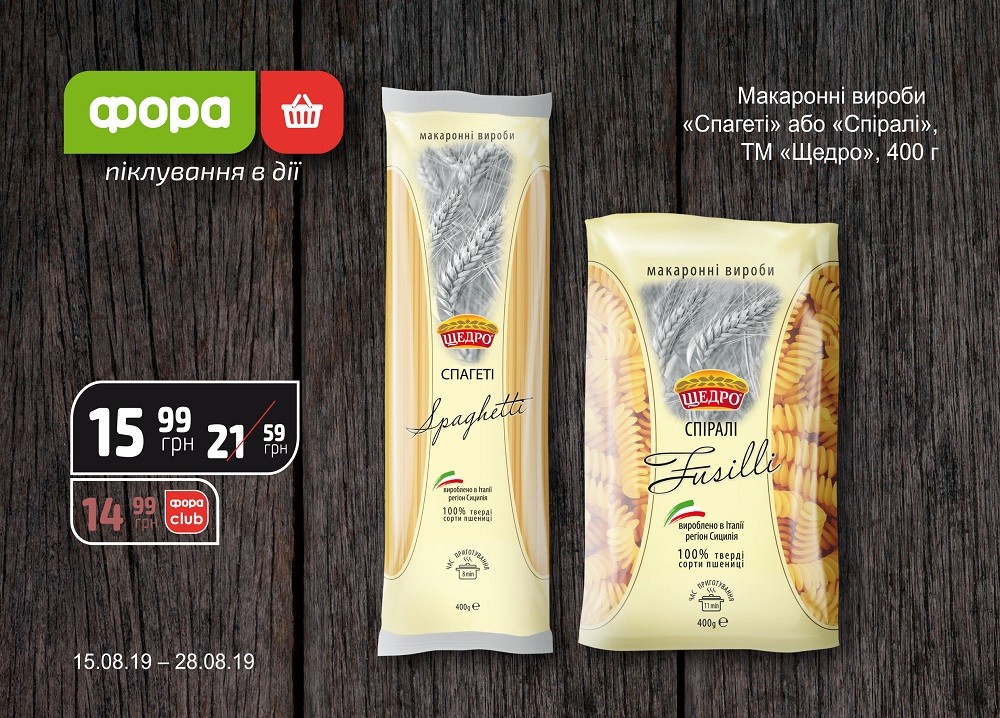 фора
піклування в дії
Макаронні вироби
«Спагеті» або «Спіралі»,
ТМ «Щедро», 400 г
макаронні вироби
ЩЕДРО
СПАГЕТІ
Spaghetti
вироблено в Італії
регіон Сицилія
100% тверді
сорти пшениці
ЧАС ПРИГОТУВАННЯ
8 min
400g ℮
макаронні вироби
ЩЕДРО
СПІРАЛІ
Fusilli
вироблено в Італії
регіон Сицилія
100% тверді
сорти пшениці
ЧАС ПРИГОТУВАННЯ
11 min
400g ℮
15 99 грн 21 59 грн
14 99 грн фора club
15.08.19 – 28.08.19